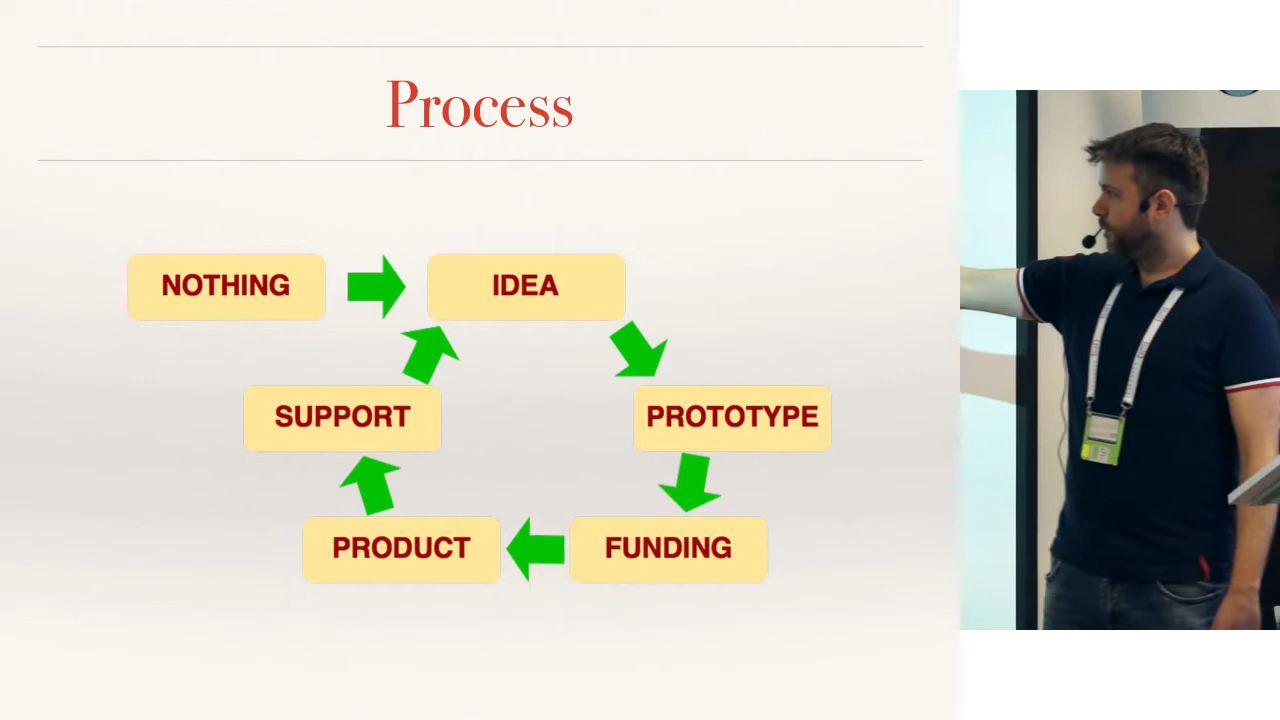 Process
NOTHING
IDEA
SUPPORT
PROTOTYPE
PRODUCT
FUNDING